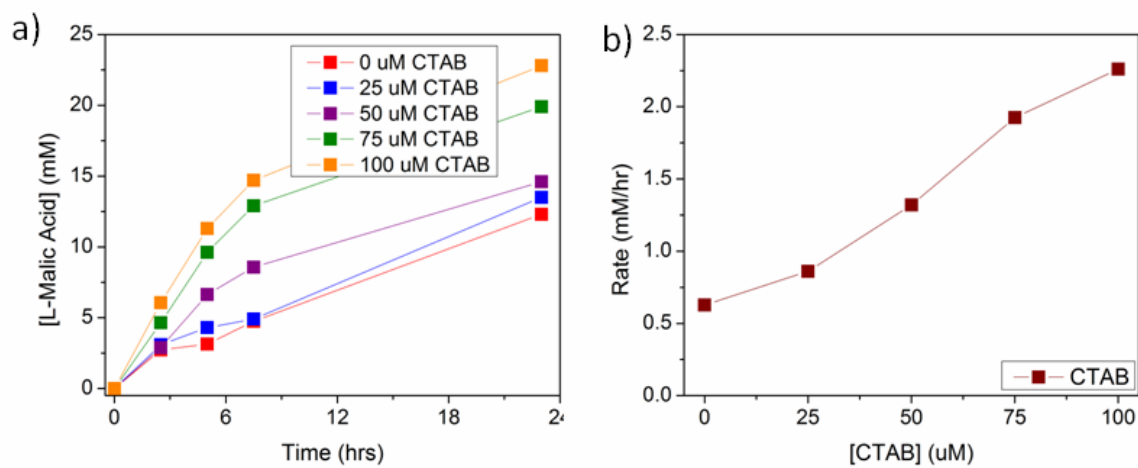 a)
[L-Malic Acid] (mM)
25
20
15
10
5
0
0 uM CTAB
25 uM CTAB
50 uM CTAB
75 uM CTAB
100 uM CTAB
0 6 12 18 24
Time (hrs)
b)
Rate (mM/hr)
2.5
2.0
1.5
1.0
0.5
0.0
CTAB
0 25 50 75 100
[CTAB] (uM)